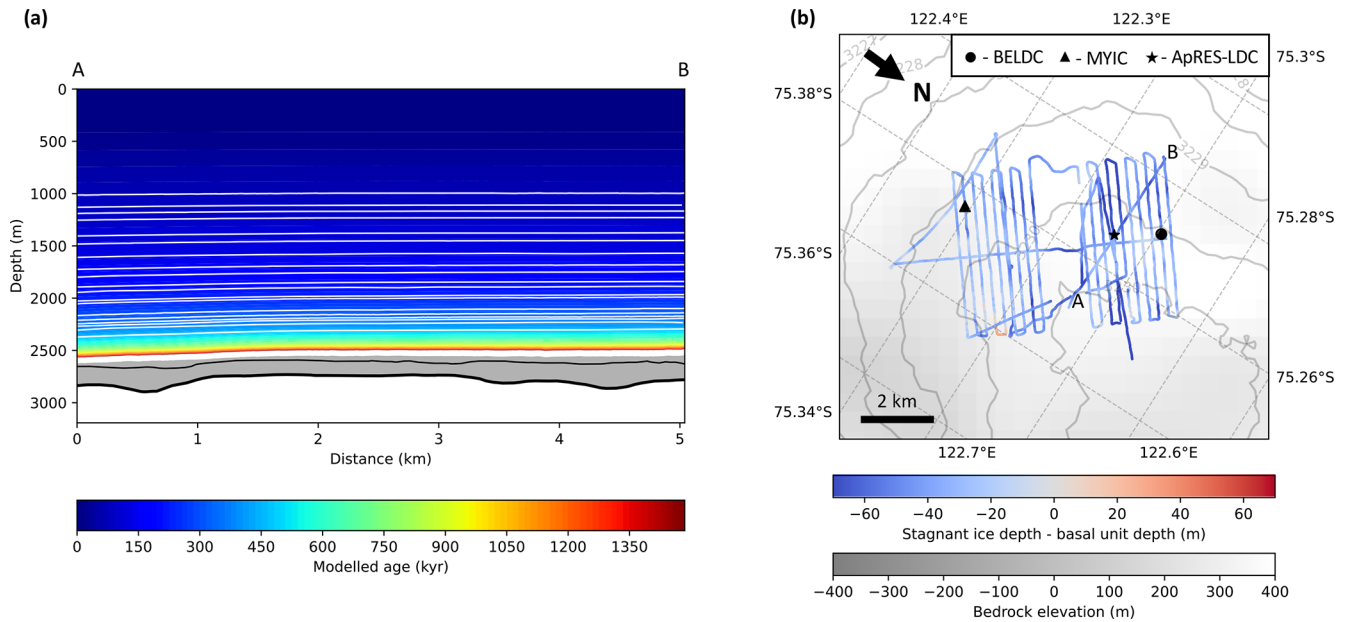 (a)
A
B
0
500
1000
1500
2000
2500
3000
Depth (m)
0
1
2
3
4
5
Distance (km)
0
150
300
450
600
750
900
1050
1200
1350
Modelled age (kyr)
(b)
122.4°E
122.3°E
● - BELDC ▲ - MYIC ★ - ApRES-LDC
75.3°S
N
75.38°S
3229
B
75.28°S
75.36°S
A
75.26°S
2 km
75.34°S
122.7°E
122.6°E
−60
−40
−20
0
20
40
60
Stagnant ice depth - basal unit depth (m)
−400
−300
−200
−100
0
100
200
300
400
Bedrock elevation (m)